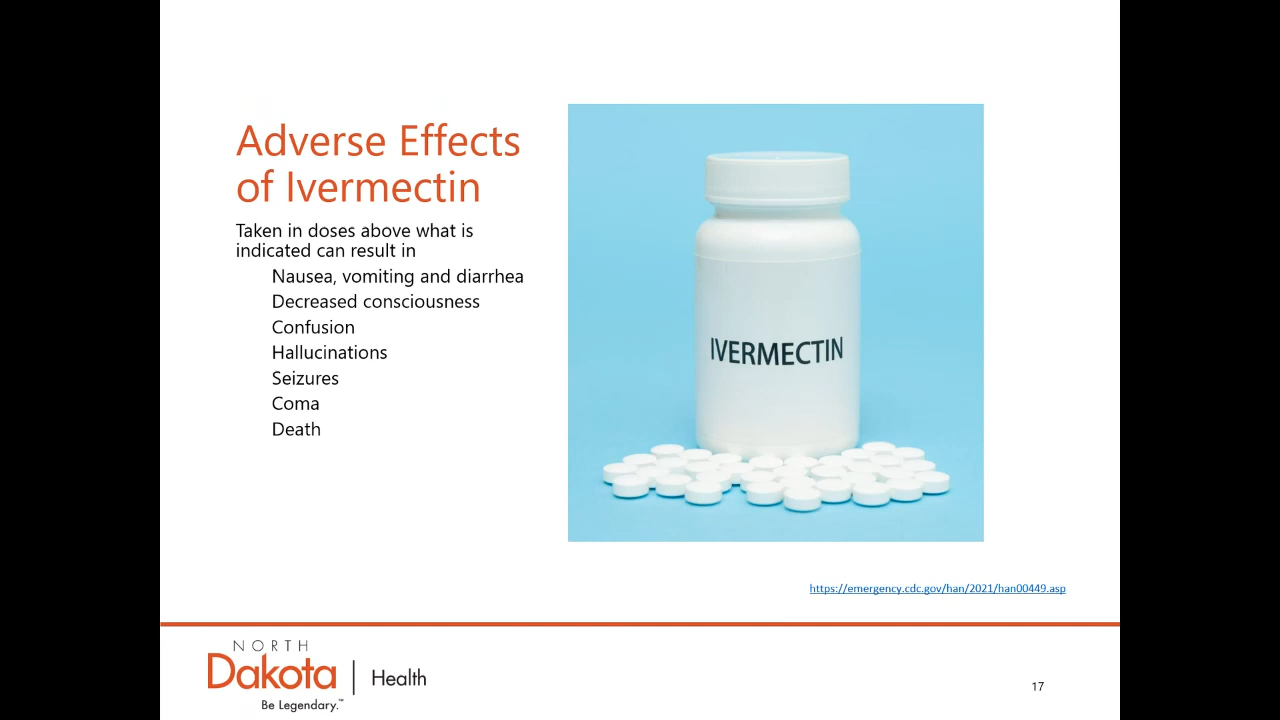 Adverse Effects
of Ivermectin
Taken in doses above what is
indicated can result in
Nausea, vomiting and diarrhea
Decreased consciousness
Confusion
Hallucinations
Seizures
Coma
Death
IVERMECTIN
https://emergency.cdc.gov/han/2021/han00449.asp
NORTH
Dakota | Health
Be Legendary.™
17